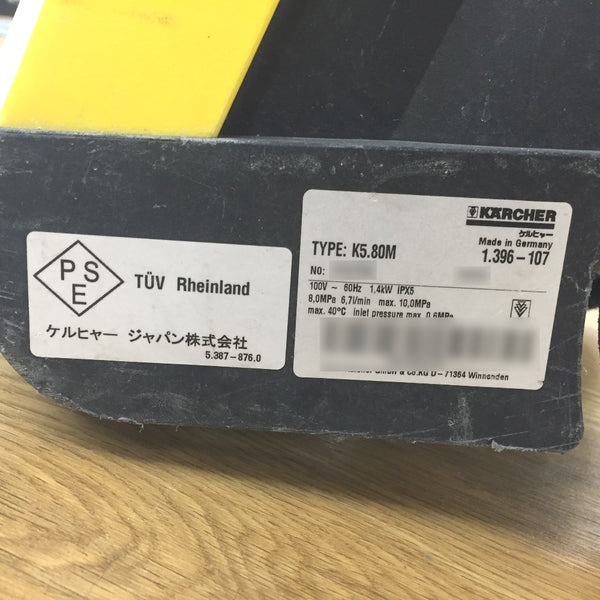 PSE
TÜV Rheinland
ケルヒャー ジャパン株式会社
5.387-876.0
KÄRCHER
ケルヒャー
Made in Germany
TYPE: K5.80M
1.396-107
NO:
100V ~ 60Hz 1,4kW IPX5
8,0MPa 6,7l/min max. 10,0MPa
max. 40°C inlet pressure max. 0,6MPa
GmbH & Co.KG D-71364 Winnenden